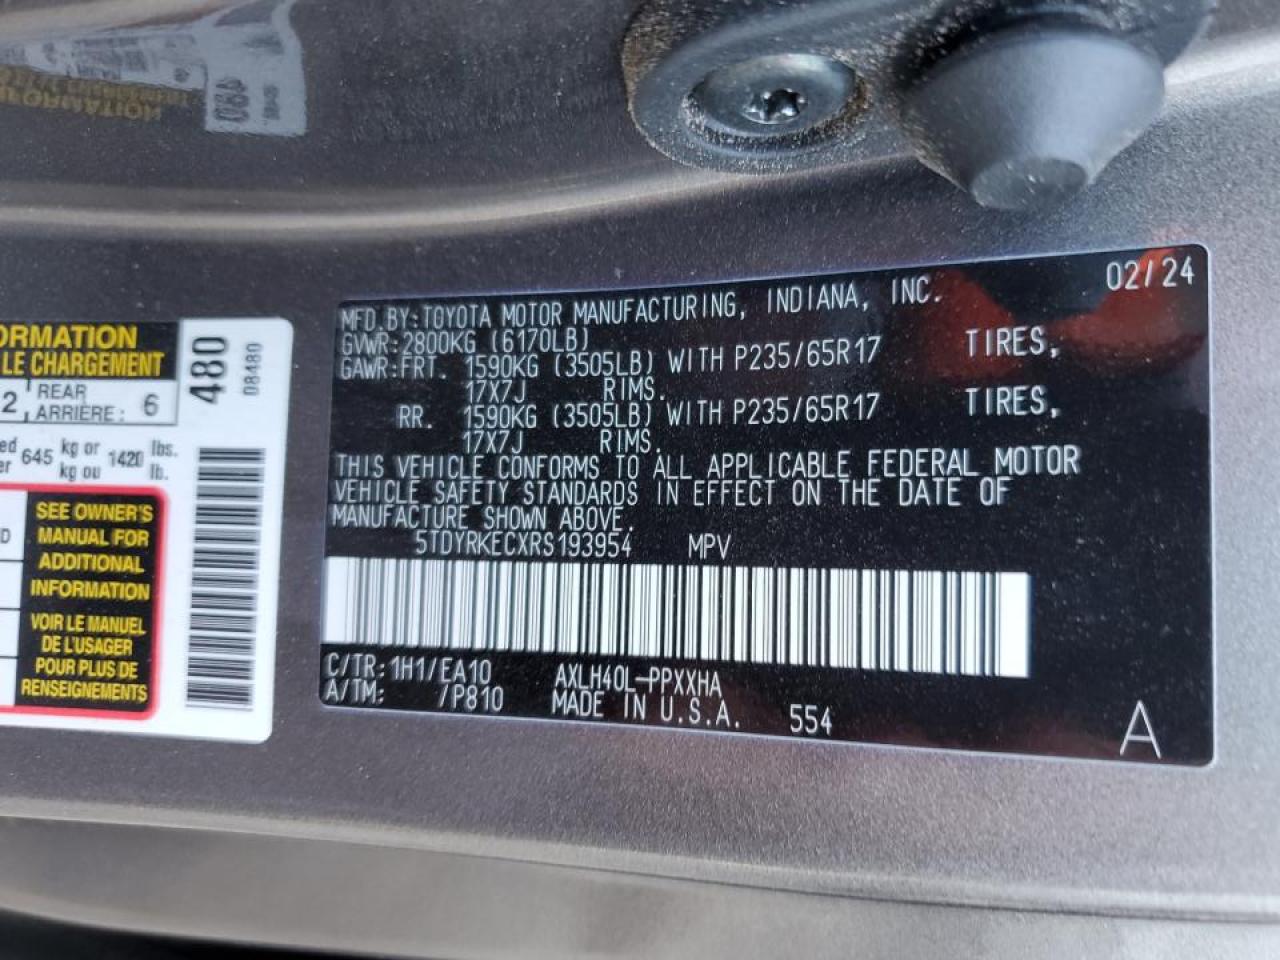 ORMATION
LE CHARGEMENT
2 REAR
ARRIÈRE : 6
645 kg or 1420 lbs.
kg ou lb.
SEE OWNER'S
MANUAL FOR
ADDITIONAL
INFORMATION
VOIR LE MANUEL
DE L'USAGER
POUR PLUS DE
RENSEIGNEMENTS
480
08480
02/24
MFD.BY:TOYOTA MOTOR MANUFACTURING, INDIANA, INC.
GVWR:2800KG (6170LB)
GAWR:FRT. 1590KG (3505LB) WITH P235/65R17 TIRES,
17X7J RIMS.
RR. 1590KG (3505LB) WITH P235/65R17 TIRES,
17X7J RIMS.
THIS VEHICLE CONFORMS TO ALL APPLICABLE FEDERAL MOTOR
VEHICLE SAFETY STANDARDS IN EFFECT ON THE DATE OF
MANUFACTURE SHOWN ABOVE.
5TDYRKECXRS193954 MPV
C/TR:1H1/EA10 AXLH40L-PPXXHA
A/TM: /P810 MADE IN U.S.A. 554
A